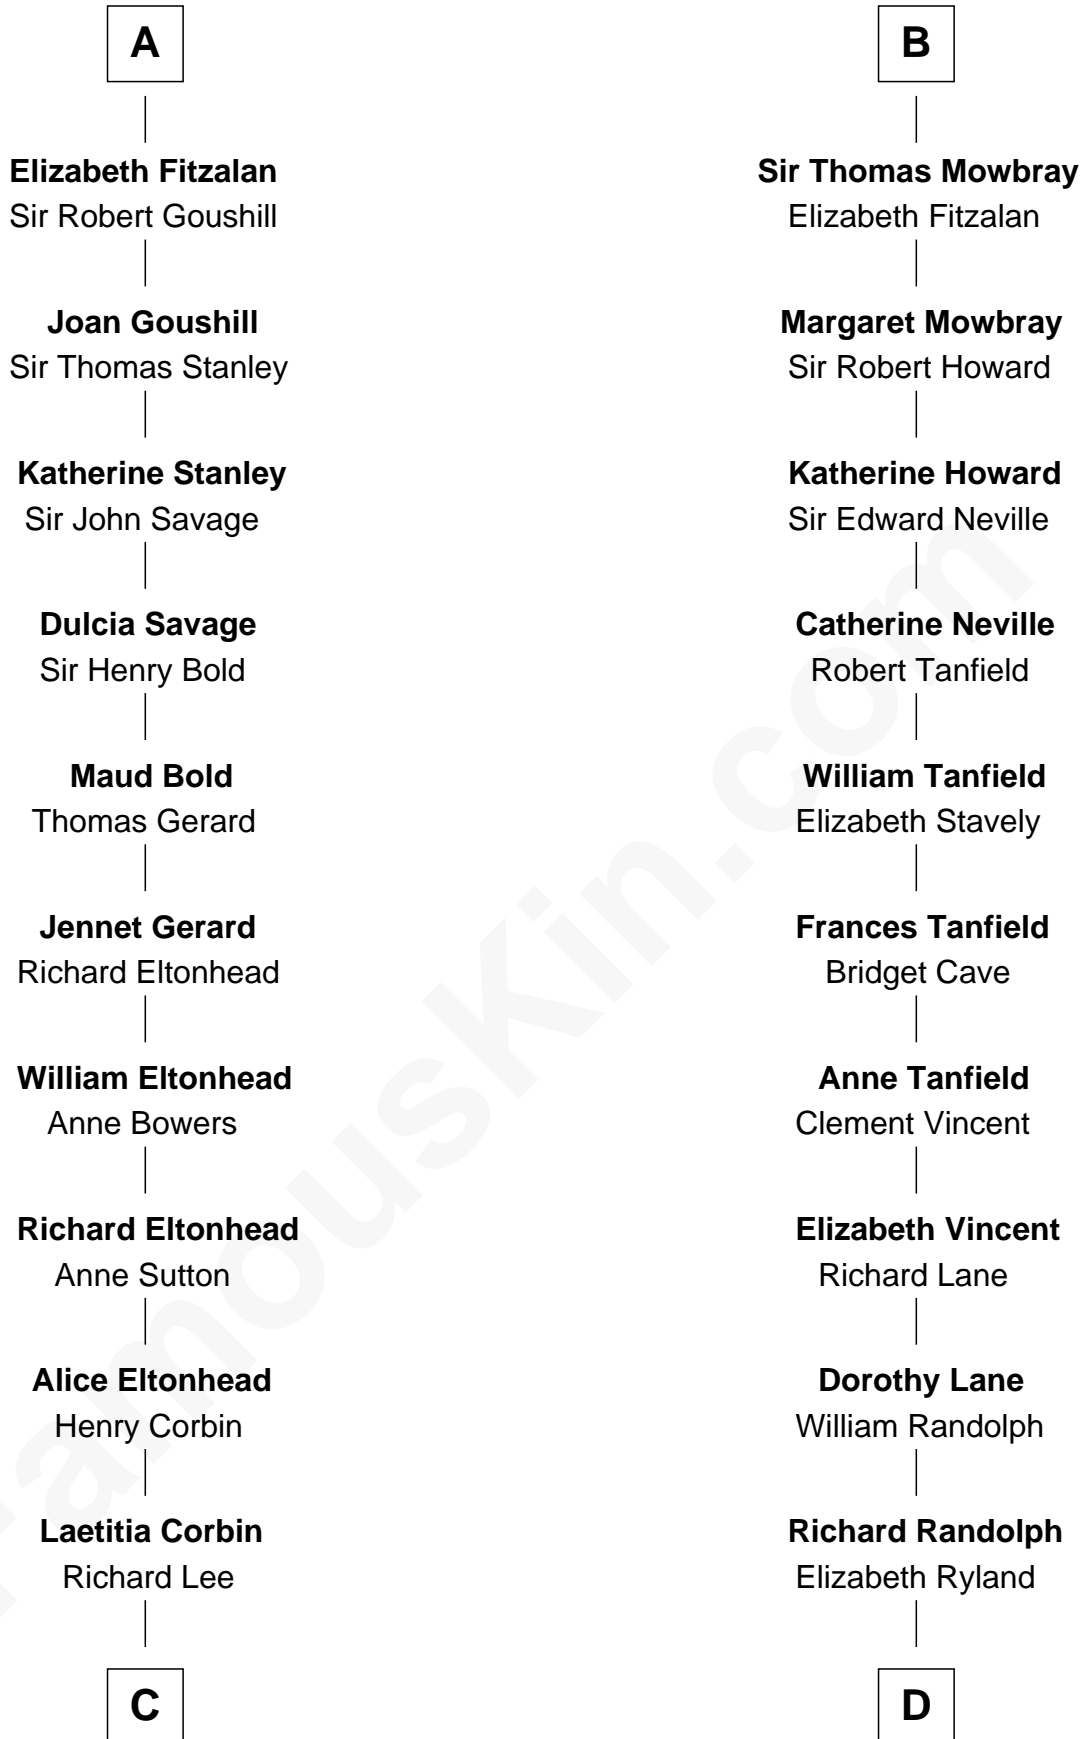 A
Elizabeth Fitzalan
Sir Robert Goushill
Joan Goushill
Sir Thomas Stanley
Katherine Stanley
Sir John Savage
Dulcia Savage
Sir Henry Bold
Maud Bold
Thomas Gerard
Jennet Gerard
Richard Eltonhead
William Eltonhead
Anne Bowers
Richard Eltonhead
Anne Sutton
Alice Eltonhead
Henry Corbin
Laetitia Corbin
Richard Lee
C
B
Sir Thomas Mowbray
Elizabeth Fitzalan
Margaret Mowbray
Sir Robert Howard
Katherine Howard
Sir Edward Neville
Catherine Neville
Robert Tanfield
William Tanfield
Elizabeth Stavely
Frances Tanfield
Bridget Cave
Anne Tanfield
Clement Vincent
Elizabeth Vincent
Richard Lane
Dorothy Lane
William Randolph
Richard Randolph
Elizabeth Ryland
D
FamousKin.com